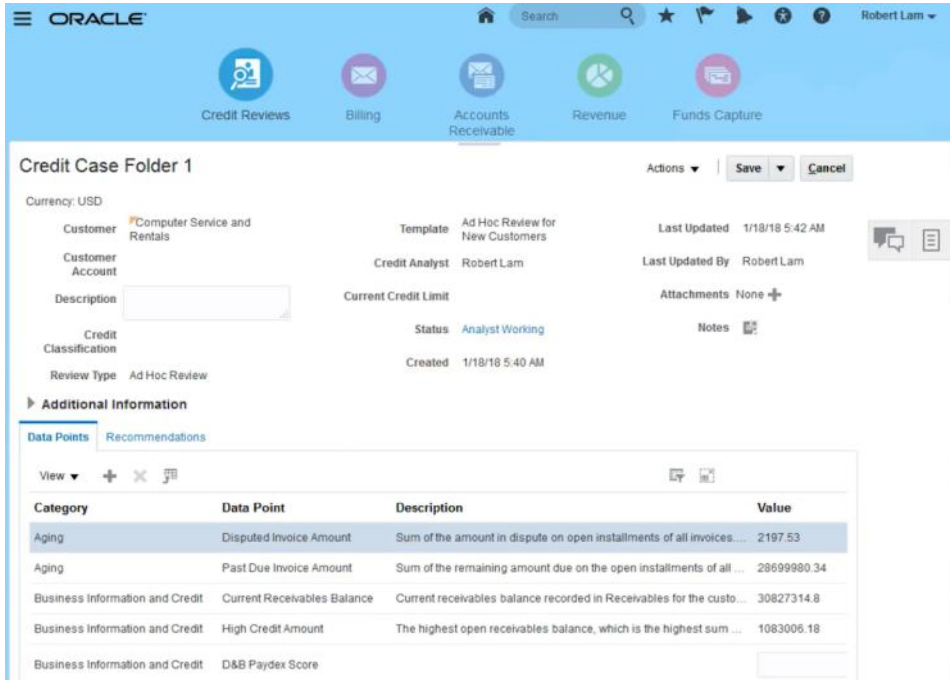 ORACLE
Search
Robert Lam
Credit Reviews
Billing
Accounts
Receivable
Revenue
Funds Capture
Credit Case Folder 1
Actions
Save
Cancel
Currency: USD
Customer
Computer Service and
Rentals
Customer
Account
Description
Credit
Classification
Review Type Ad Hoc Review
Template
Ad Hoc Review for
New Customers
Credit Analyst Robert Lam
Current Credit Limit
Status Analyst Working
Created 1/18/18 5:40 AM
Last Updated 1/18/18 5:42 AM
Last Updated By Robert Lam
Attachments None
Notes
Additional Information
Data Points Recommendations
View
Category Data Point Description Value
Aging Disputed Invoice Amount Sum of the amount in dispute on open installments of all invoices.... 2197.53
Aging Past Due Invoice Amount Sum of the remaining amount due on the open installments of all ... 28699980.34
Business Information and Credit Current Receivables Balance Current receivables balance recorded in Receivables for the custo... 30827314.8
Business Information and Credit High Credit Amount The highest open receivables balance, which is the highest sum ... 1083006.18
Business Information and Credit D&B Paydex Score